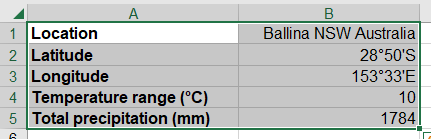 A B
1 Location Ballina NSW Australia
2 Latitude 28°50'S
3 Longitude 153°33'E
4 Temperature range (°C) 10
5 Total precipitation (mm) 1784
6